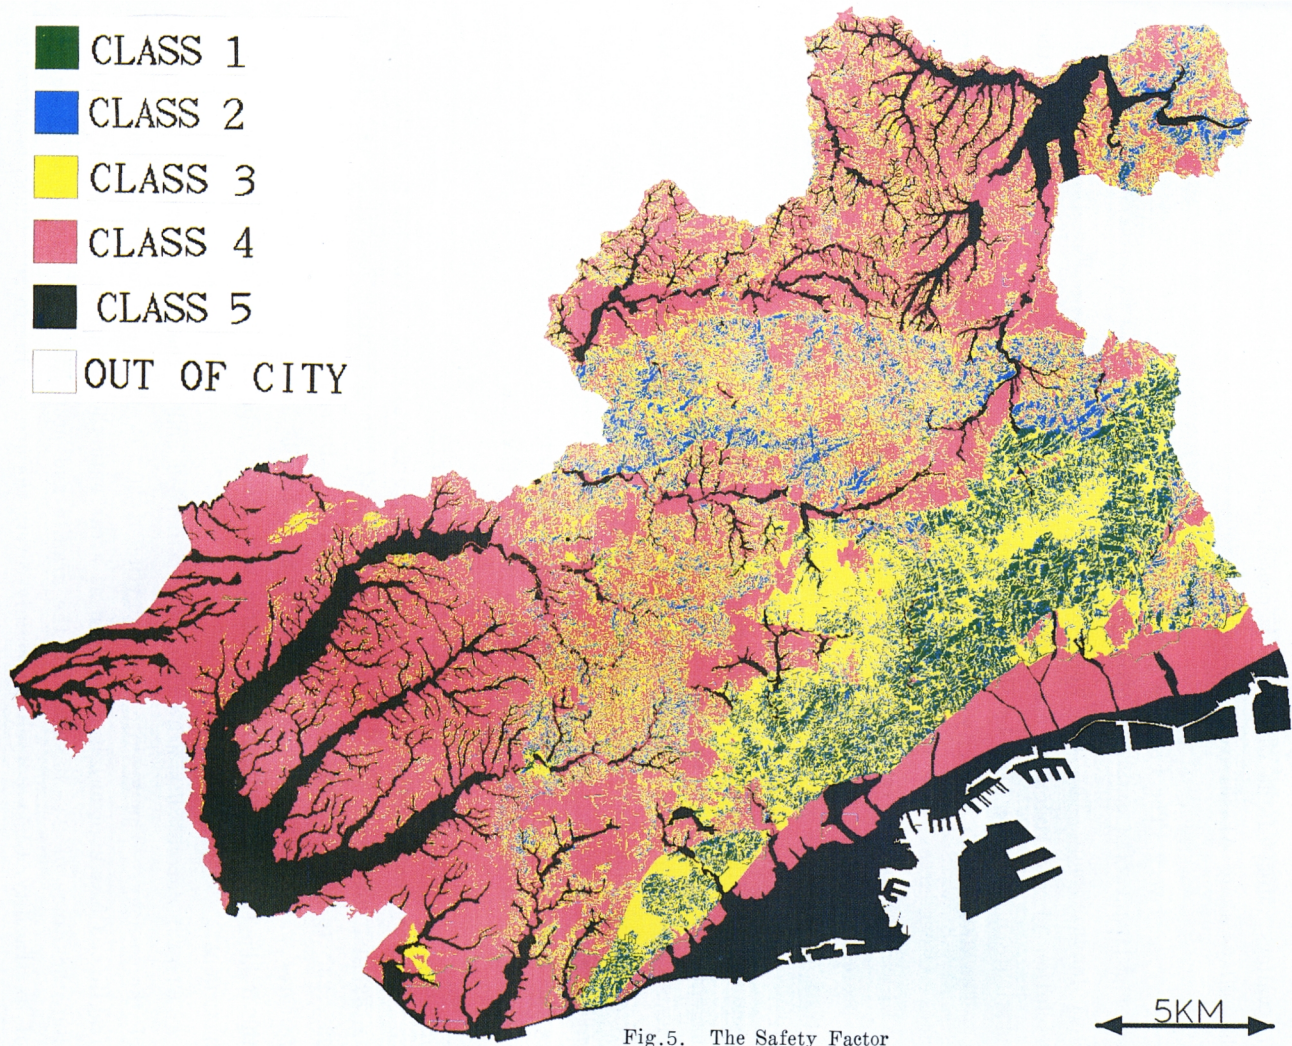 CLASS 1
CLASS 2
CLASS 3
CLASS 4
CLASS 5
OUT OF CITY
5KM
Fig.5. The Safety Factor